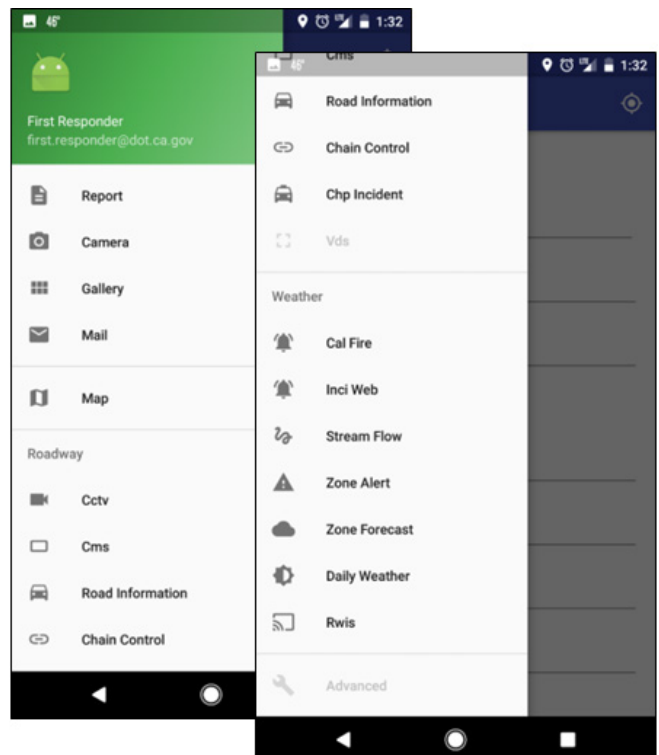 46° 1:32
First Responder
first.responder@dot.ca.gov
Report
Camera
Gallery
Mail
Map
Roadway
Cctv
Cms
Road Information
Chain Control
46° LTE 1:32
Cms
Road Information
Chain Control
Chp Incident
Vds
Weather
Cal Fire
Inci Web
Stream Flow
Zone Alert
Zone Forecast
Daily Weather
Rwis
Advanced